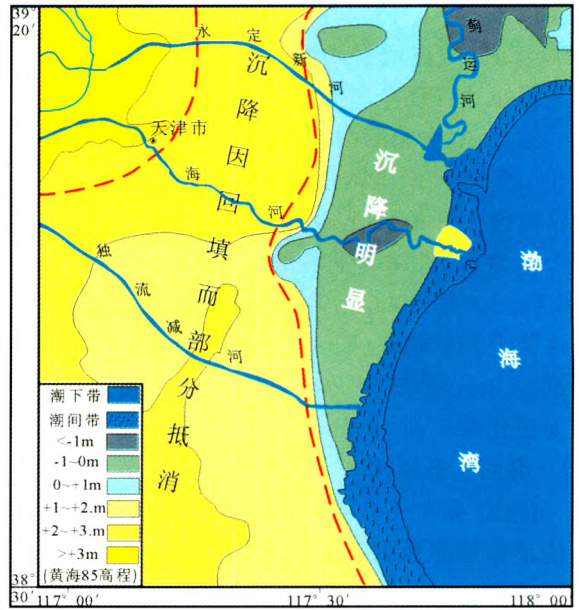 39°
20′
永定新河
蓟运河
沉降因回填而部分抵消
天津市
海河
沉降明显
独流减河
渤海湾
潮下带
潮间带
<-1m
-1~0m
0~+1m
+1~+2.m
+2~+3.m
>+3m
(黄海85高程)
38°
30′
117° 00′
117° 30′
118° 00′